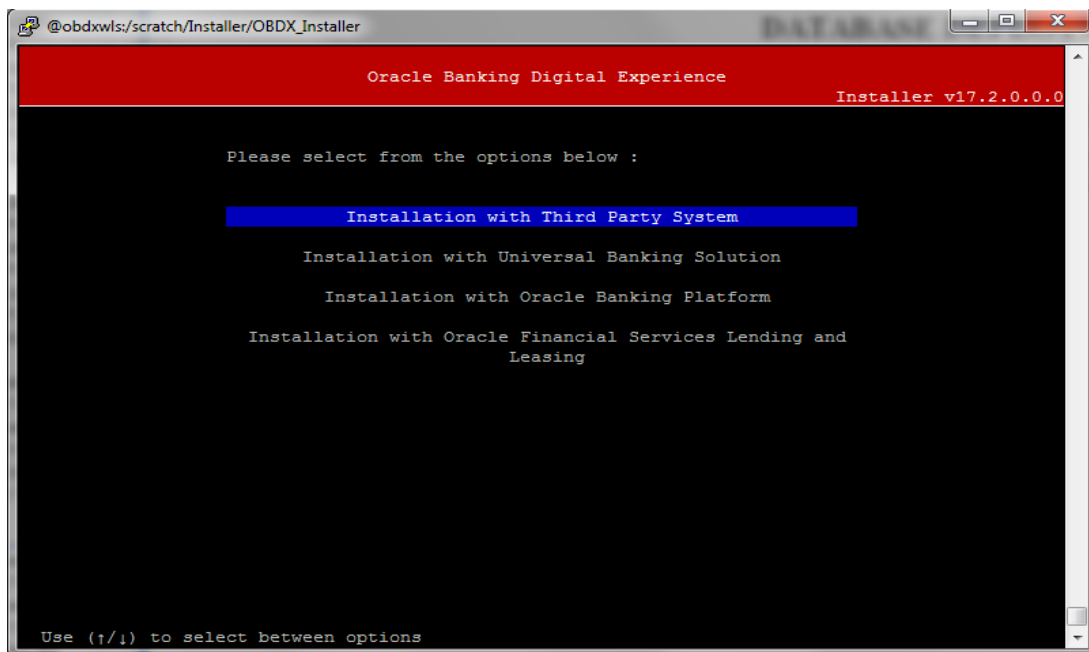 @obdxwls:/scratch/Installer/OBDX_Installer
Oracle Banking Digital Experience
Installer v17.2.0.0.0
Please select from the options below :
Installation with Third Party System
Installation with Universal Banking Solution
Installation with Oracle Banking Platform
Installation with Oracle Financial Services Lending and
Leasing
Use (↑/↓) to select between options